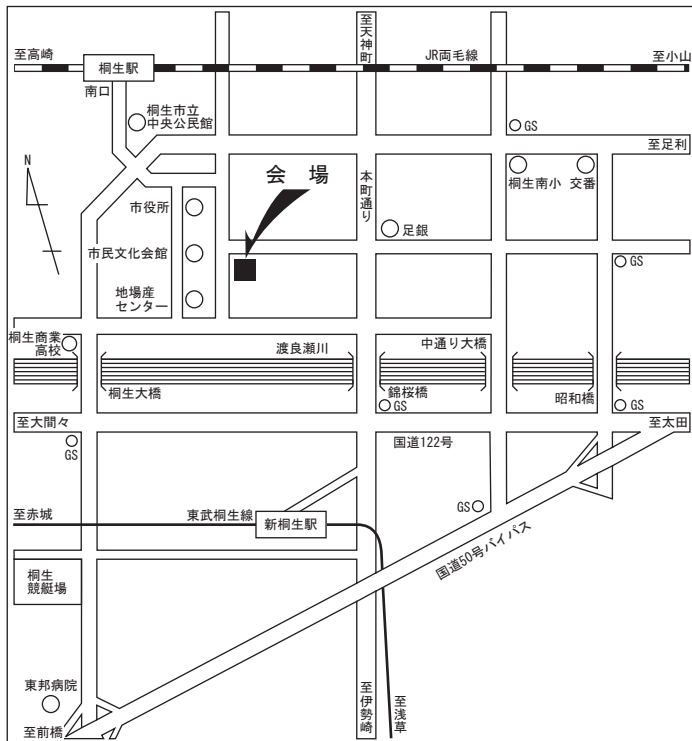 至高崎
桐生駅
南口
至天神町
JR両毛線
至小山
桐生市立
中央公民館
GS
至足利
N
会 場
本町通り
桐生南小
交番
市役所
足銀
市民文化会館
GS
地場産
センター
桐生商業
高校
渡良瀬川
中通り大橋
桐生大橋
錦桜橋
昭和橋
GS
GS
至大間々
至太田
GS
国道122号
至赤城
東武桐生線
新桐生駅
GS
国道50号バイパス
桐生
競艇場
東邦病院
至前橋
至伊勢崎
至浅草